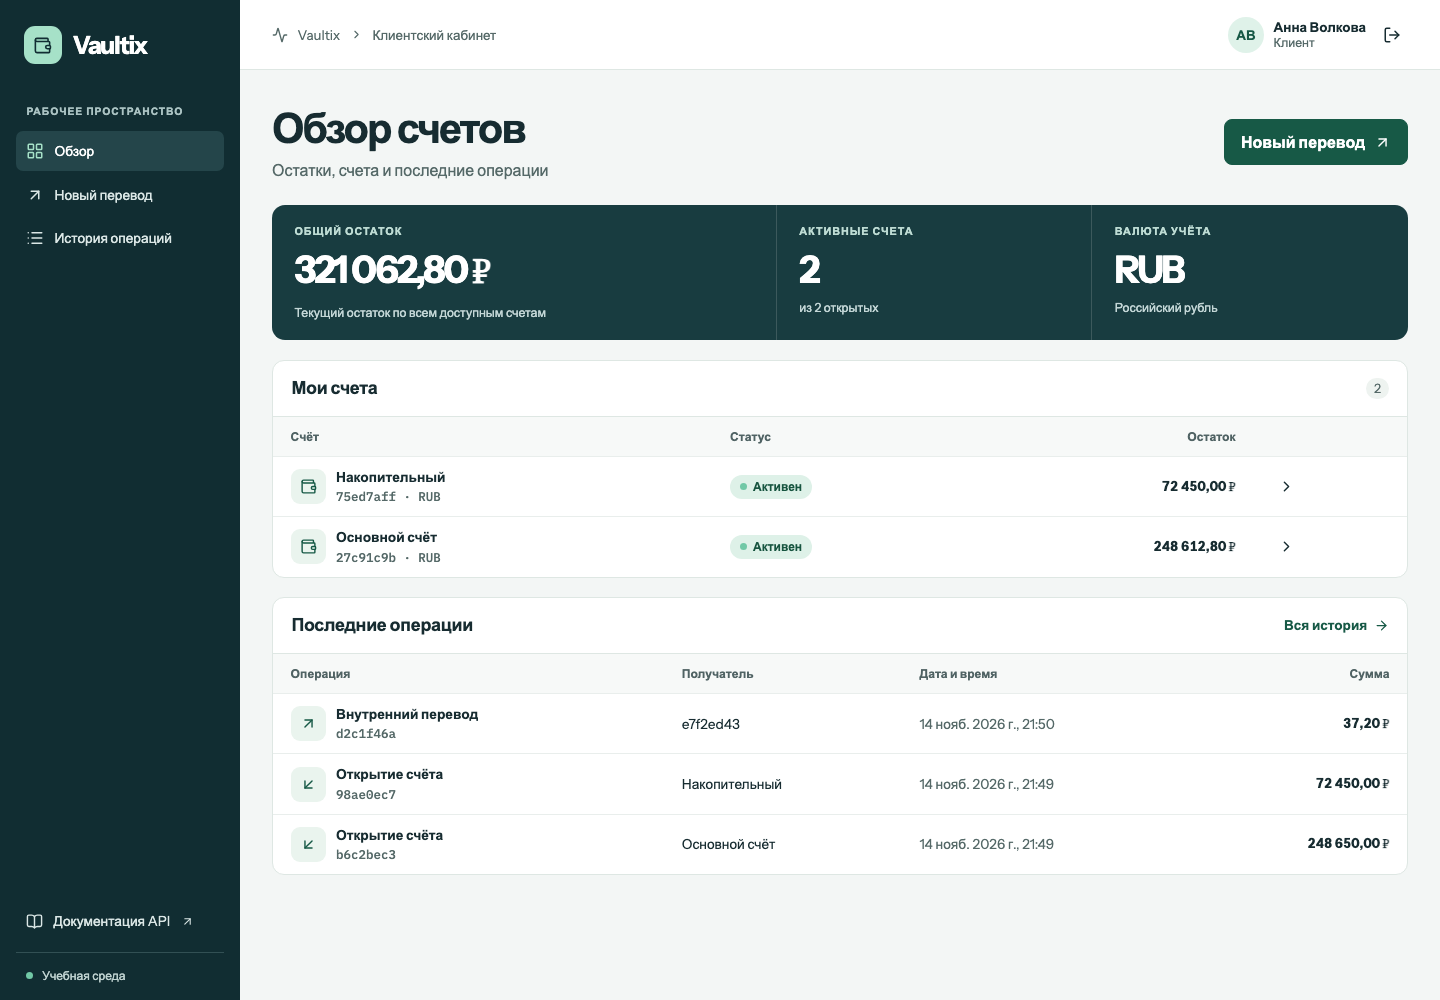 Vaultix
РАБОЧЕЕ ПРОСТРАНСТВО
Обзор
Новый перевод
История операций
Документация API
Учебная среда
Vaultix
Клиентский кабинет
АВ
Анна Волкова
Клиент
Обзор счетов
Остатки, счета и последние операции
Новый перевод
ОБЩИЙ ОСТАТОК
321 062,80 ₽
Текущий остаток по всем доступным счетам
АКТИВНЫЕ СЧЕТА
2
из 2 открытых
ВАЛЮТА УЧЁТА
RUB
Российский рубль
Мои счета
2
Счёт Статус Остаток
Накопительный
75ed7aff · RUB
Активен
72 450,00 ₽
Основной счёт
27c91c9b · RUB
Активен
248 612,80 ₽
Последние операции
Вся история
Операция Получатель Дата и время Сумма
Внутренний перевод
d2c1f46a
e7f2ed43
14 нояб. 2026 г., 21:50
37,20 ₽
Открытие счёта
98ae0ec7
Накопительный
14 нояб. 2026 г., 21:49
72 450,00 ₽
Открытие счёта
b6c2bec3
Основной счёт
14 нояб. 2026 г., 21:49
248 650,00 ₽